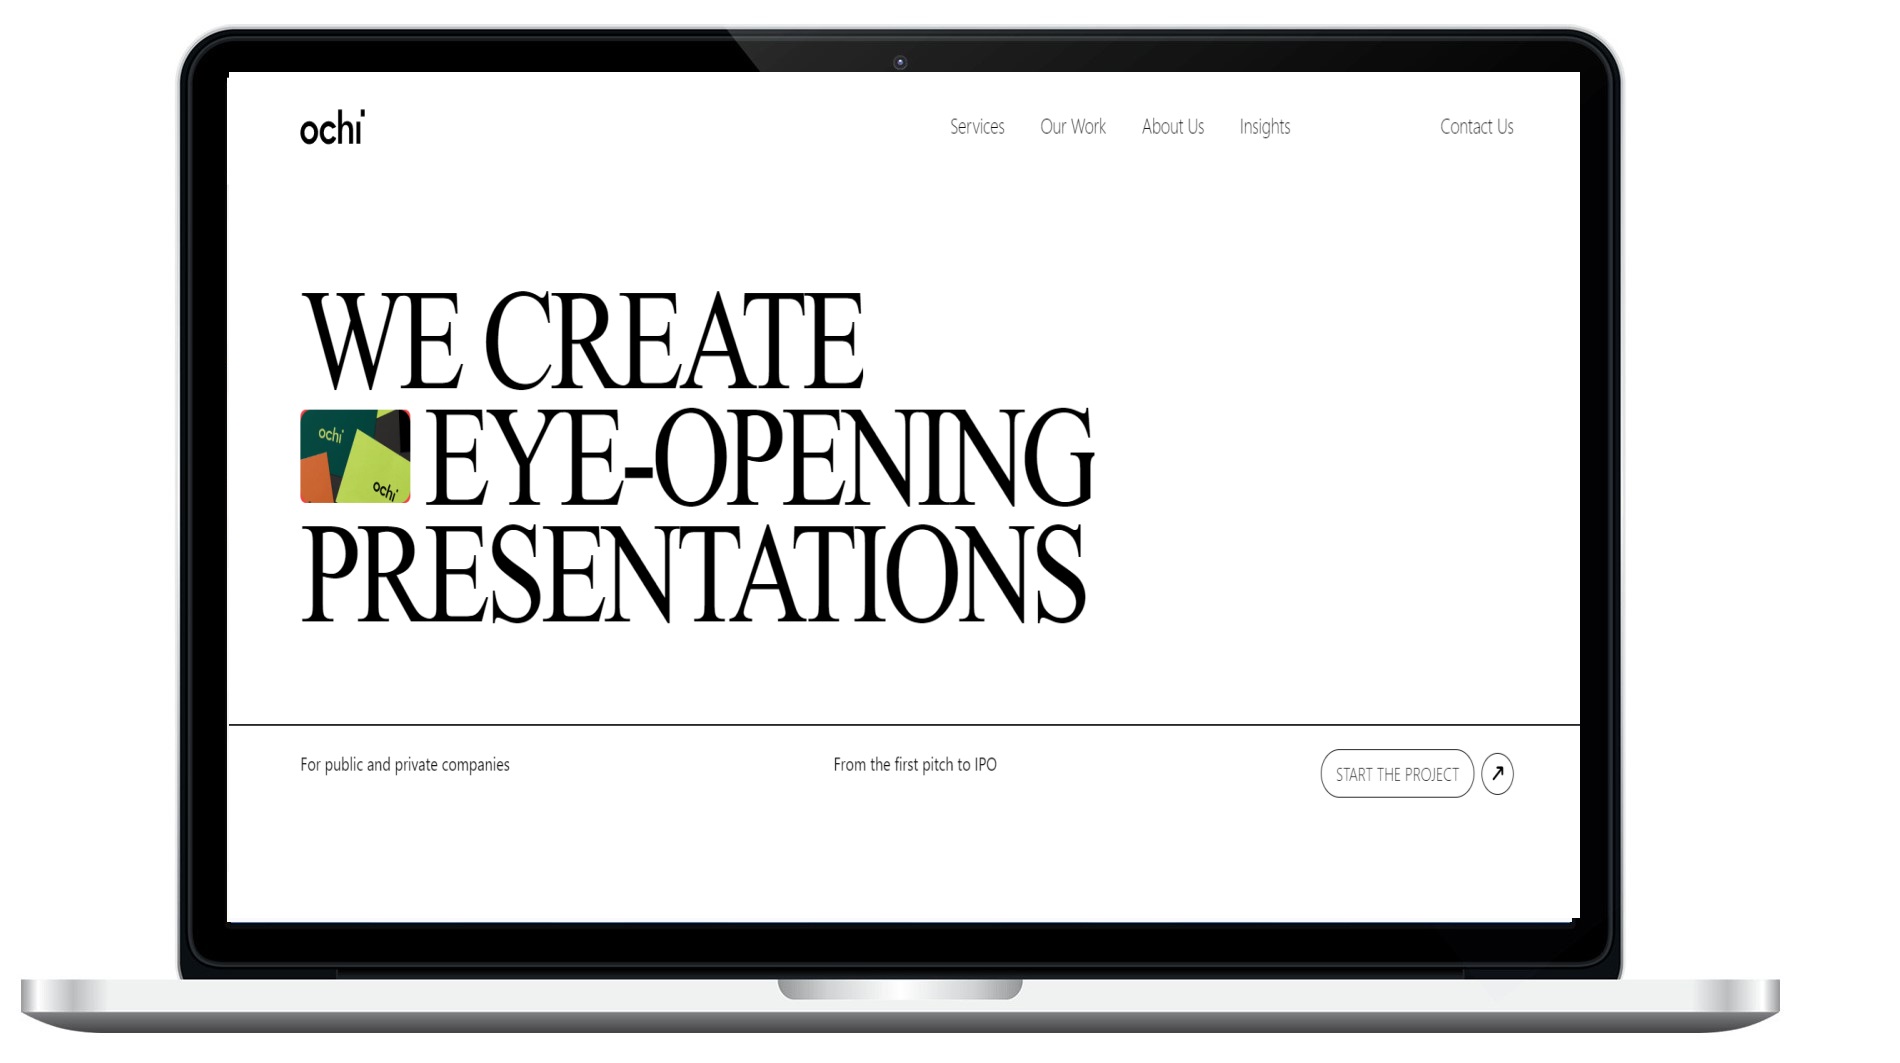 ochi
Services Our Work About Us Insights Contact Us
WE CREATE
ochi
ochi
EYE-OPENING
PRESENTATIONS
For public and private companies From the first pitch to IPO START THE PROJECT